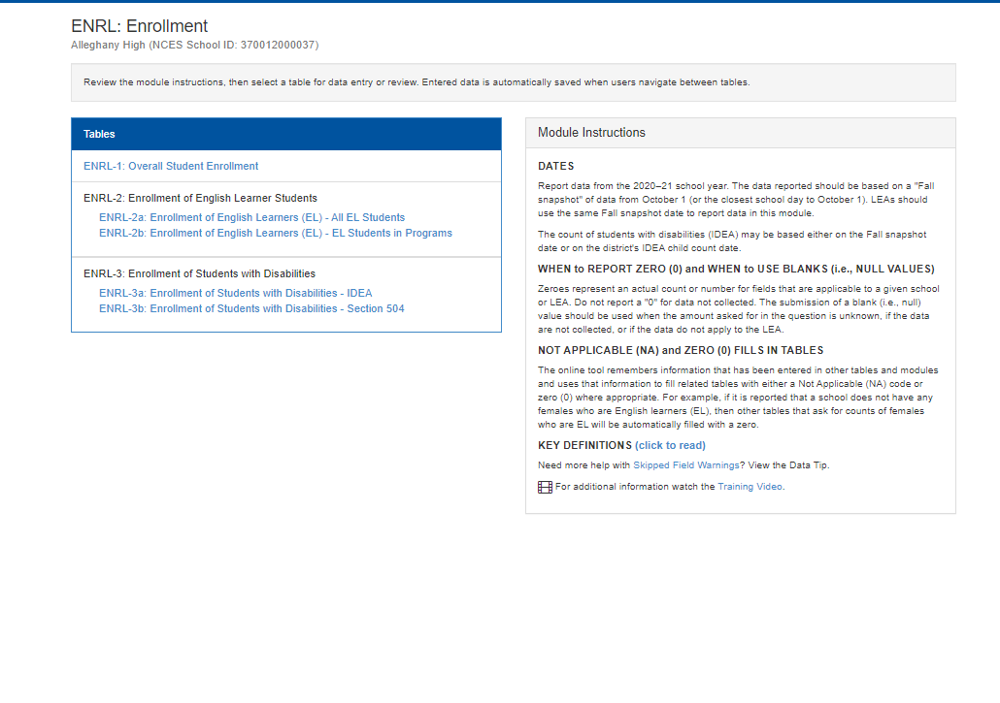 ENRL: Enrollment
Alleghany High (NCES School ID: 370012000037)
Review the module instructions, then select a table for data entry or review. Entered data is automatically saved when users navigate between tables.
Tables
ENRL-1: Overall Student Enrollment
ENRL-2: Enrollment of English Learner Students
ENRL-2a: Enrollment of English Learners (EL) - All EL Students
ENRL-2b: Enrollment of English Learners (EL) - EL Students in Programs
ENRL-3: Enrollment of Students with Disabilities
ENRL-3a: Enrollment of Students with Disabilities - IDEA
ENRL-3b: Enrollment of Students with Disabilities - Section 504
Module Instructions
DATES
Report data from the 2020–21 school year. The data reported should be based on a "Fall
snapshot" of data from October 1 (or the closest school day to October 1). LEAs should
use the same Fall snapshot date to report data in this module.
The count of students with disabilities (IDEA) may be based either on the Fall snapshot
date or on the district's IDEA child count date.
WHEN to REPORT ZERO (0) and WHEN to USE BLANKS (i.e., NULL VALUES)
Zeroes represent an actual count or number for fields that are applicable to a given school
or LEA. Do not report a "0" for data not collected. The submission of a blank (i.e., null)
value should be used when the amount asked for in the question is unknown, if the data
are not collected, or if the data do not apply to the LEA.
NOT APPLICABLE (NA) and ZERO (0) FILLS IN TABLES
The online tool remembers information that has been entered in other tables and modules
and uses that information to fill related tables with either a Not Applicable (NA) code or
zero (0) where appropriate. For example, if it is reported that a school does not have any
females who are English learners (EL), then other tables that ask for counts of females
who are EL will be automatically filled with a zero.
KEY DEFINITIONS (click to read)
Need more help with Skipped Field Warnings? View the Data Tip.
For additional information watch the Training Video.